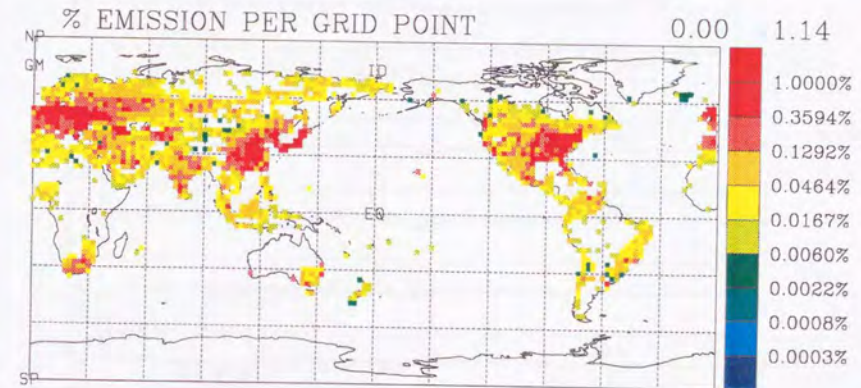 % EMISSION PER GRID POINT 0.00 1.14
NP
GM ID
1.0000%
0.3594%
0.1292%
0.0464%
0.0167%
EQ
0.0060%
0.0022%
0.0008%
0.0003%
SP